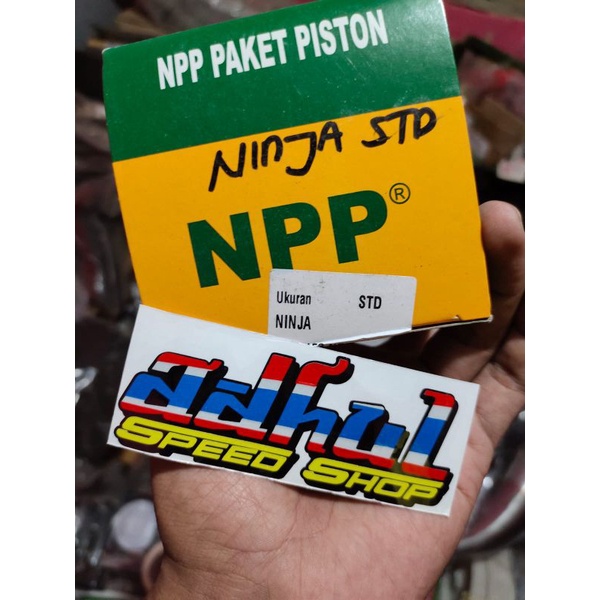 NPP PAKET PISTON
NINJA STD
NPP®
Ukuran STD
NINJA
SPEED SHOP